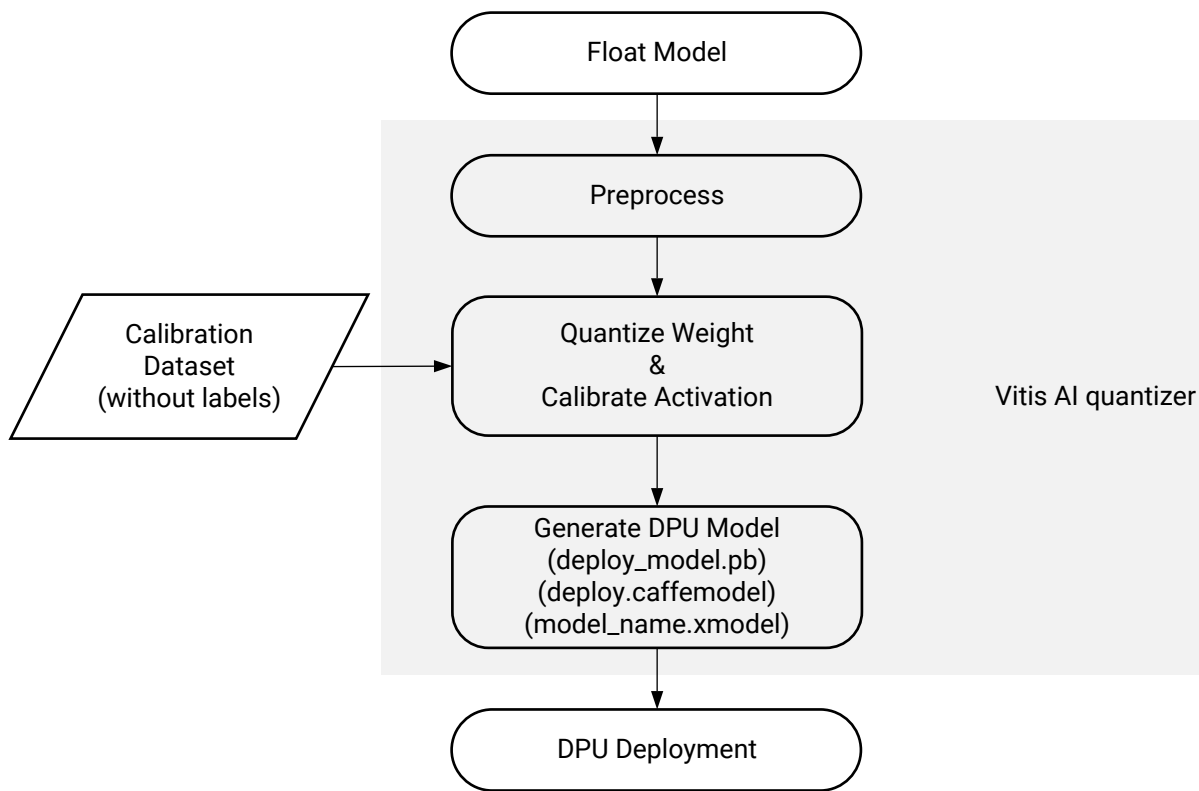 Float Model
Preprocess
Calibration
Dataset
(without labels)
Quantize Weight
&
Calibrate Activation
Vitis AI quantizer
Generate DPU Model
(deploy_model.pb)
(deploy.caffemodel)
(model_name.xmodel)
DPU Deployment